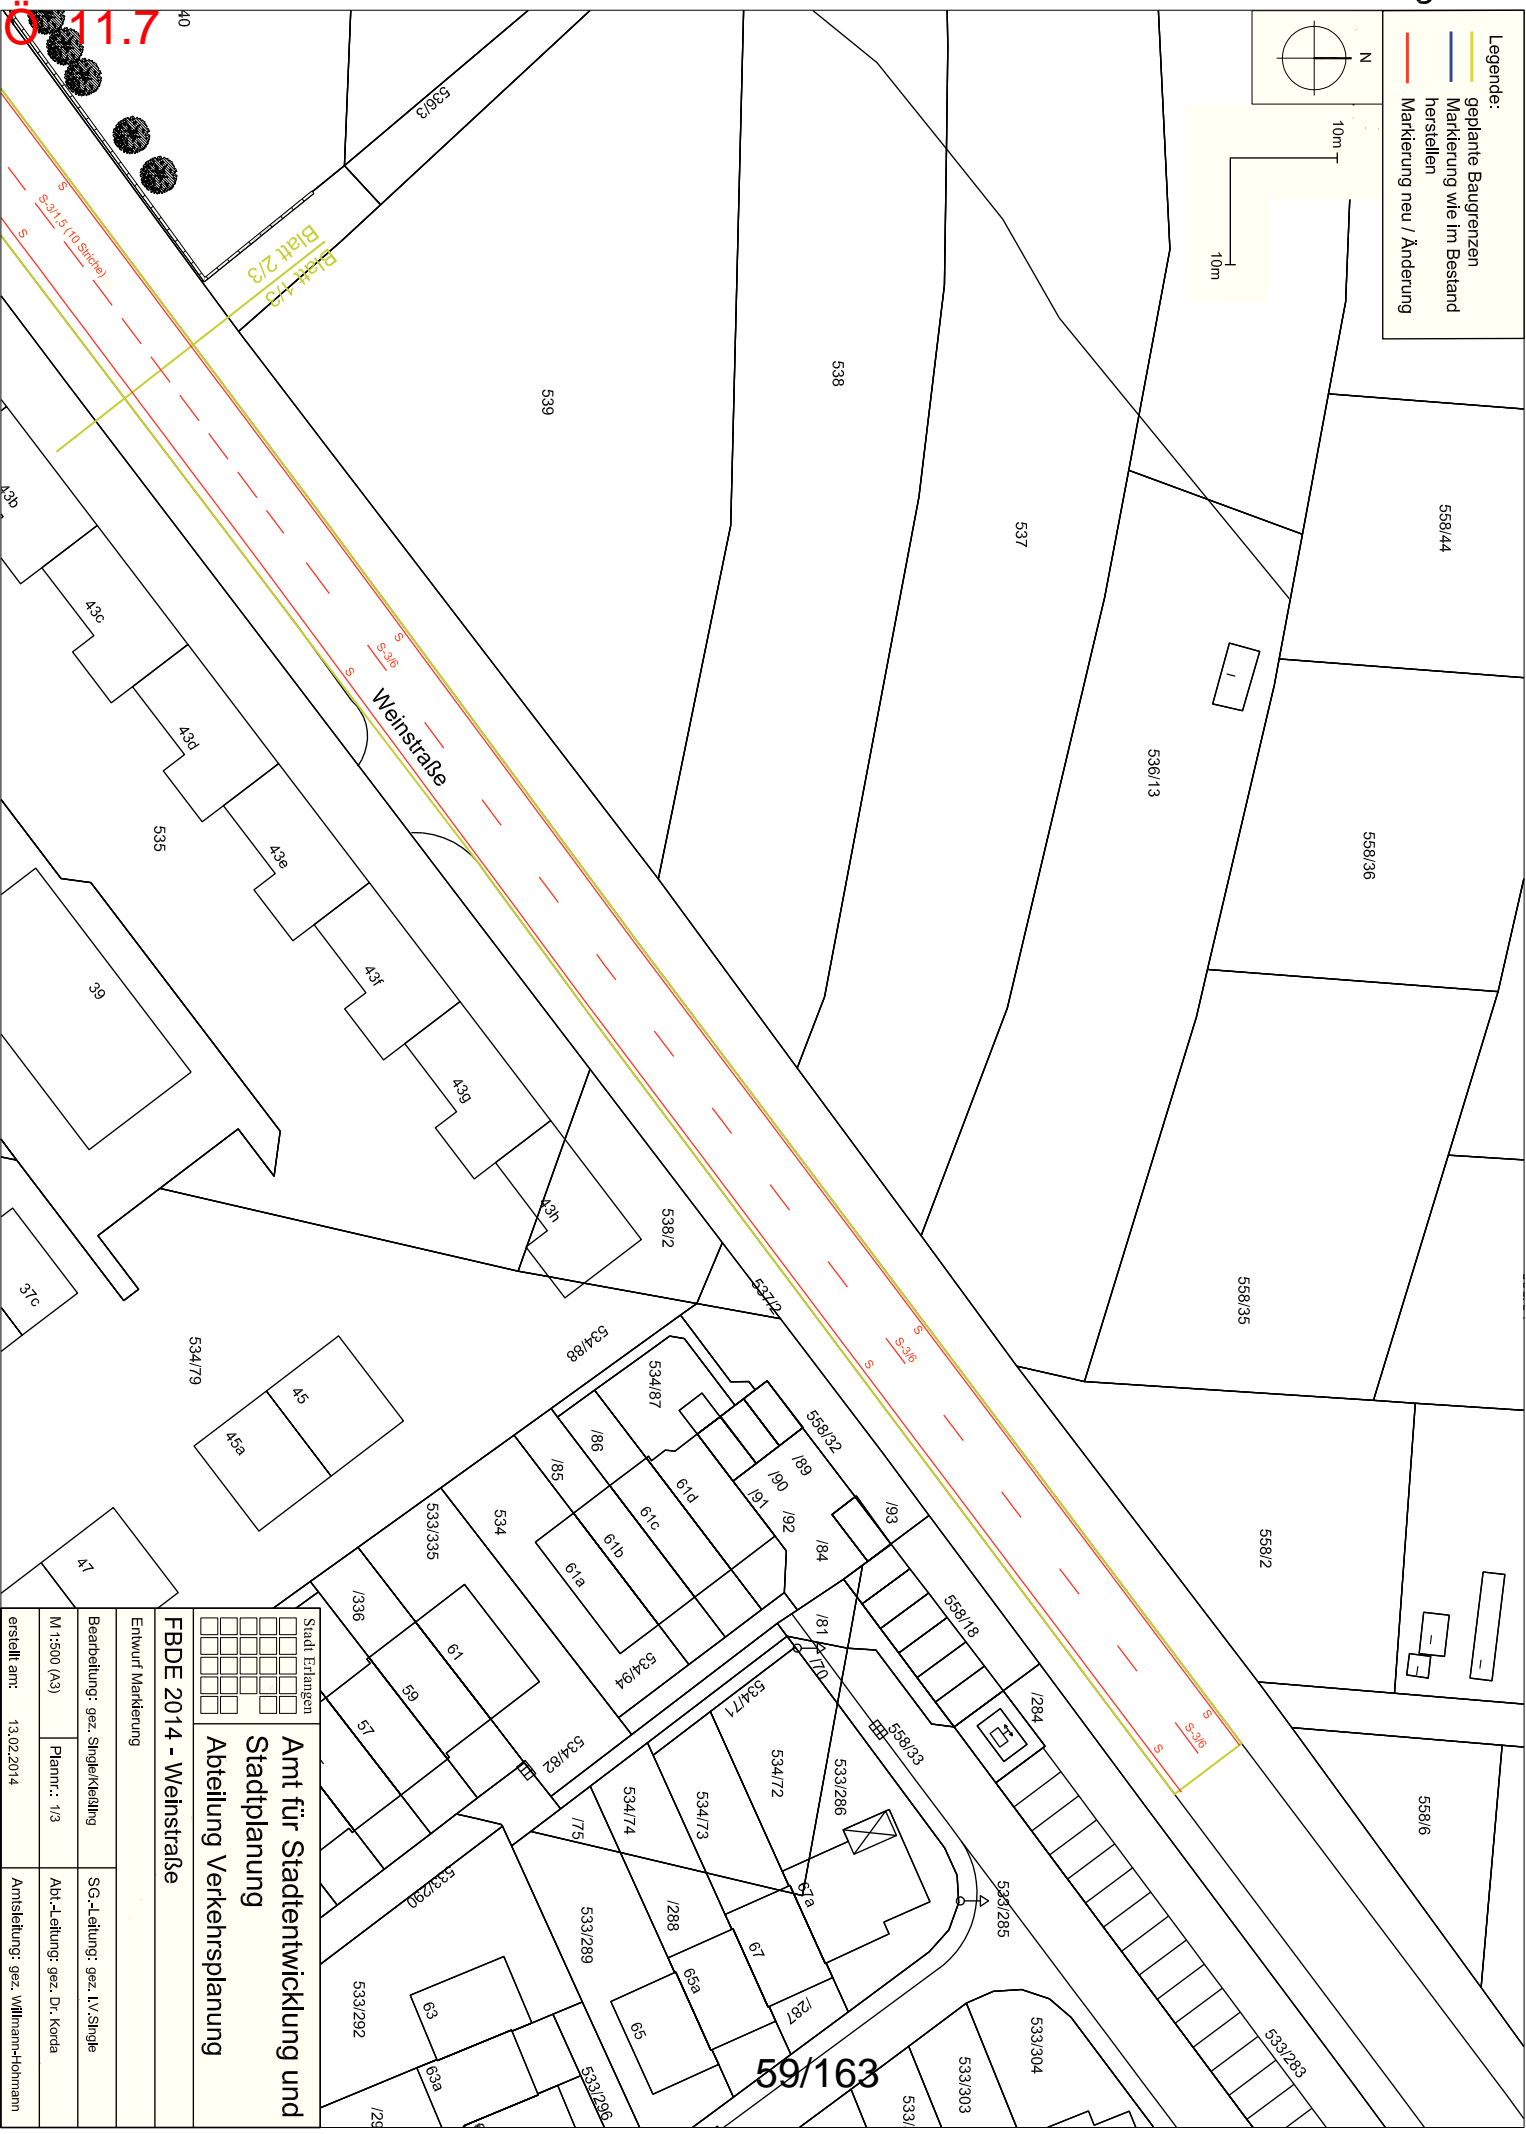 Ö 11.7
40
Legende:
geplante Baugrenzen
Markierung wie im Bestand
herstellen
Markierung neu / Änderung
N
10m
10m
536/3
Blatt 2/3
Blatt 1/3
S
S-3/1,5 (10 Striche)
S
539
538
537
558/44
536/13
558/36
558/35
558/2
558/6
S
S-3/6
S
Weinstraße
43b
43c
43d
43e
43f
43g
43h
535
39
37c
538/2
537/2
S
S-3/6
S
534/79
534/88
534/87
45
45a
47
/86
/85
534
533/335
/336
61d
61c
61b
61a
61
59
57
558/32
/89
/90
/91
/92
/84
/93
558/18
/81
/70
/284
534/94
534/71
534/82
558/33
533/286
534/72
534/73
534/74
/75
S
S-3/6
S
67a
67
/288
65a
65
/287
533/285
533/289
533/290
533/292
63
63a
533/296
/29
533/304
533/303
533/
533/283
59/163
Stadt Erlangen
Amt für Stadtentwicklung und
Stadtplanung
Abteilung Verkehrsplanung
FBDE 2014 - Weinstraße
Entwurf Markierung
Bearbeitung: gez. Single/Kießling
SG.-Leitung: gez. I.V.Single
M 1:500 (A3)
Plannr.: 1/3
Abt.-Leitung: gez. Dr. Korda
erstellt am: 13.02.2014
Amtsleitung: gez. Willmann-Hohmann